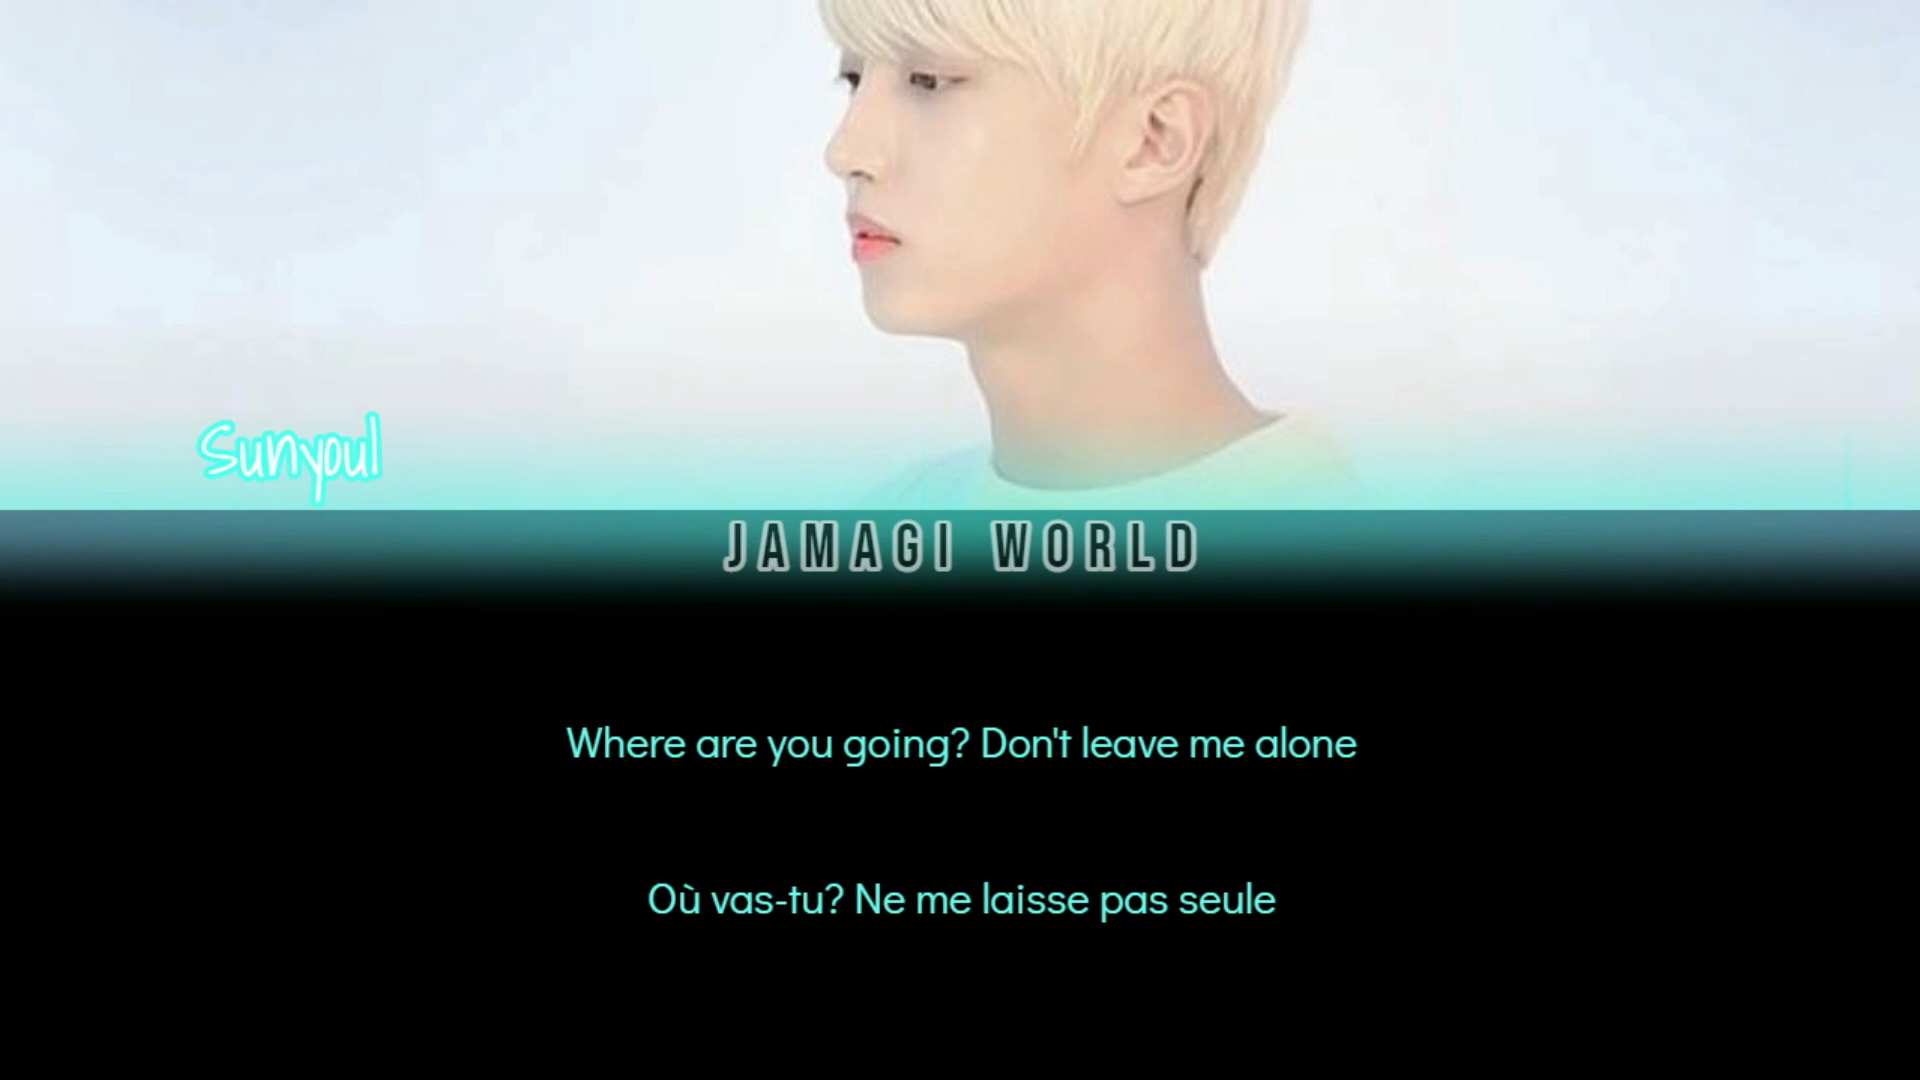 Sunyoul
JAMAGI WORLD
Where are you going? Don't leave me alone
Où vas-tu? Ne me laisse pas seule